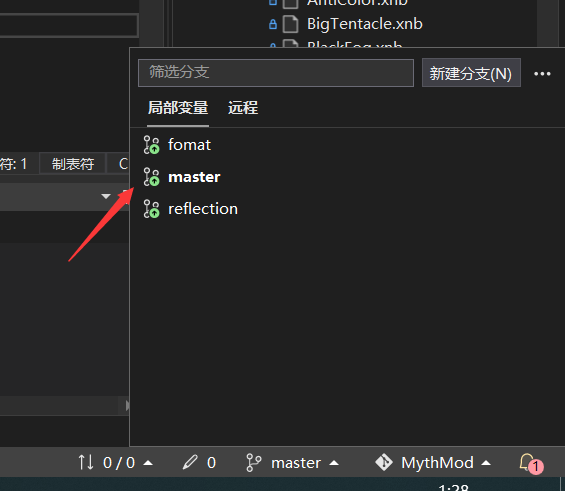 AntiColor.xnb
BigTentacle.xnb
BlackFog.xnb
筛选分支
新建分支(N)
局部变量 远程
fomat
符: 1 制表符 C
master
reflection
0 / 0 0 master MythMod 1
1:28